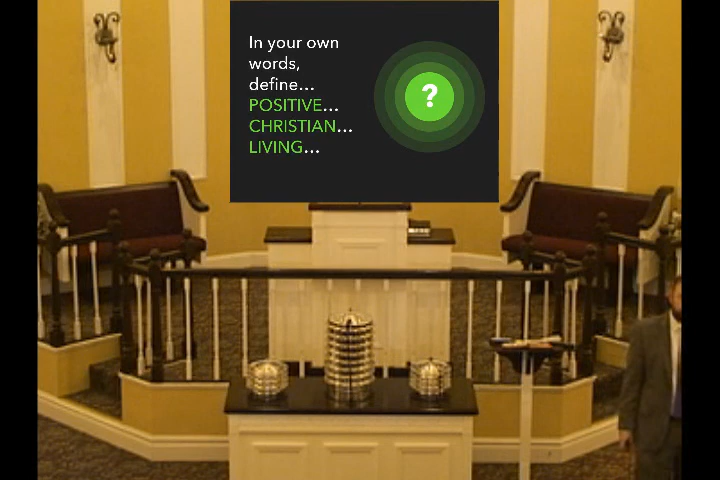 In your own
words,
define…
POSITIVE…
CHRISTIAN…
LIVING…
?